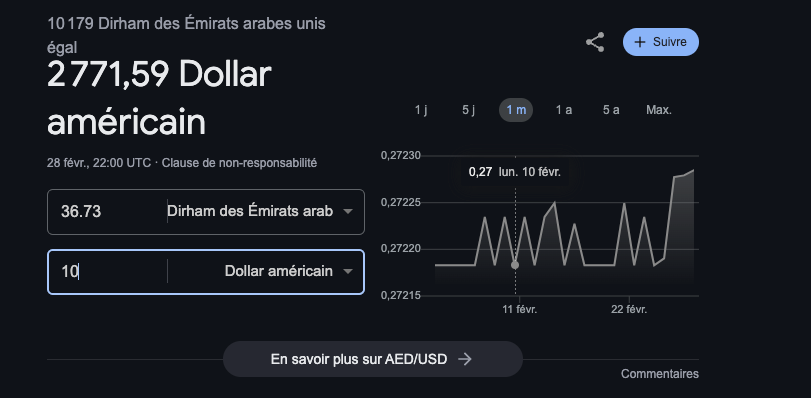 10 179 Dirham des Émirats arabes unis
égal
2 771,59 Dollar
américain
28 févr., 22:00 UTC · Clause de non-responsabilité
36.73 Dirham des Émirats arab
10 Dollar américain
+ Suivre
1 j 5 j 1 m 1 a 5 a Max.
0,27230
0,27 lun. 10 févr.
0,27225
0,27220
0,27215
11 févr. 22 févr.
En savoir plus sur AED/USD
Commentaires